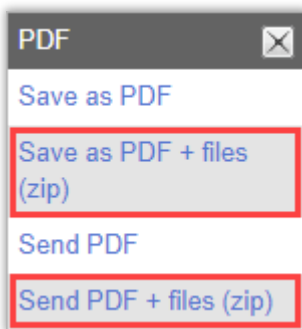 PDF
Save as PDF
Save as PDF + files
(zip)
Send PDF
Send PDF + files (zip)